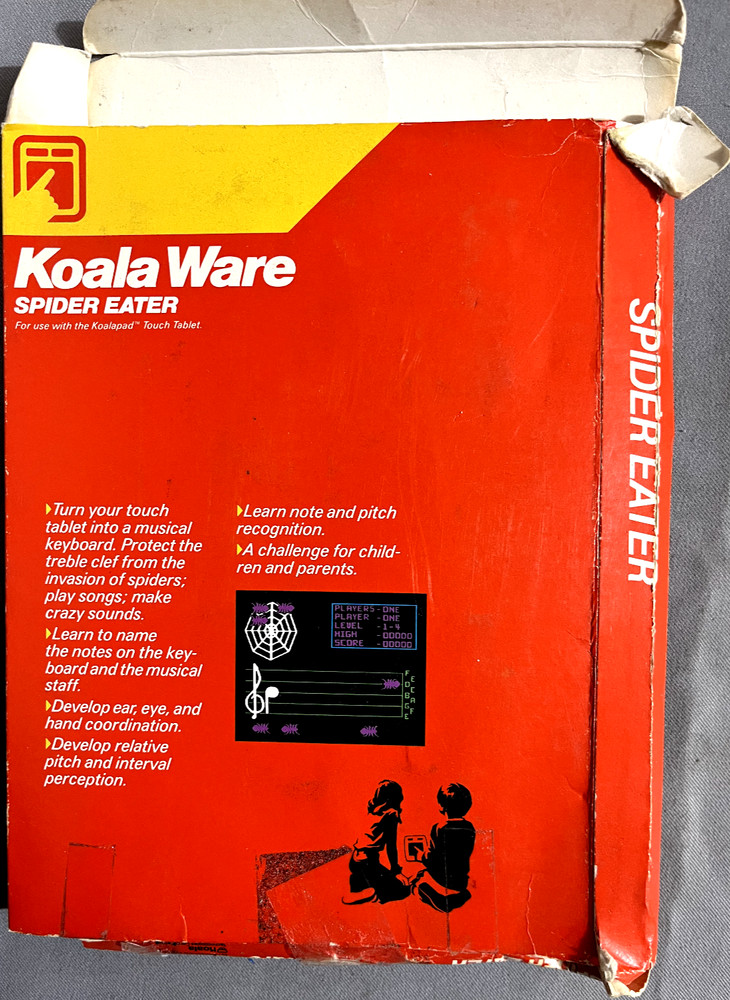 Koala Ware
SPIDER EATER
For use with the Koalapad™ Touch Tablet.
Turn your touch
tablet into a musical
keyboard. Protect the
treble clef from the
invasion of spiders;
play songs; make
crazy sounds.
Learn to name
the notes on the key-
board and the musical
staff.
Develop ear, eye, and
hand coordination.
Develop relative
pitch and interval
perception.
Learn note and pitch
recognition.
A challenge for child-
ren and parents.
PLAYERS-ONE
PLAYER -ONE
LEVEL -1-4
HIGH -00000
SCORE -00000
F
E
D
C
B
A
G
F
E
SPIDER EATER